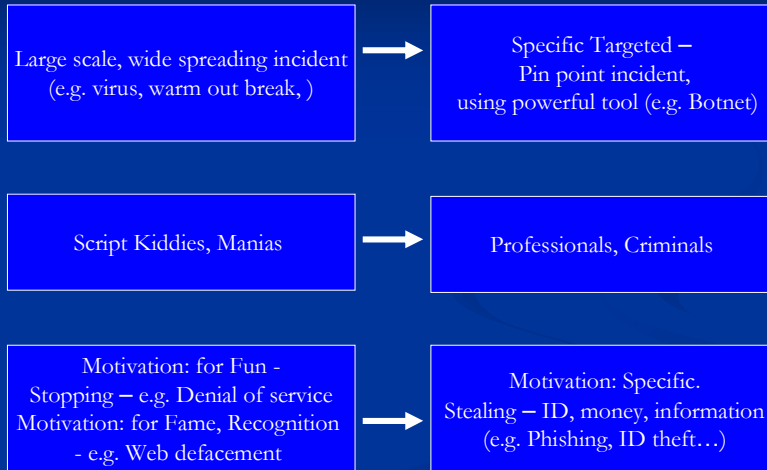 Large scale, wide spreading incident
(e.g. virus, warm out break, )
Specific Targeted –
Pin point incident,
using powerful tool (e.g. Botnet)
Script Kiddies, Manias
Professionals, Criminals
Motivation: for Fun -
Stopping – e.g. Denial of service
Motivation: for Fame, Recognition
- e.g. Web defacement
Motivation: Specific.
Stealing – ID, money, information
(e.g. Phishing, ID theft…)